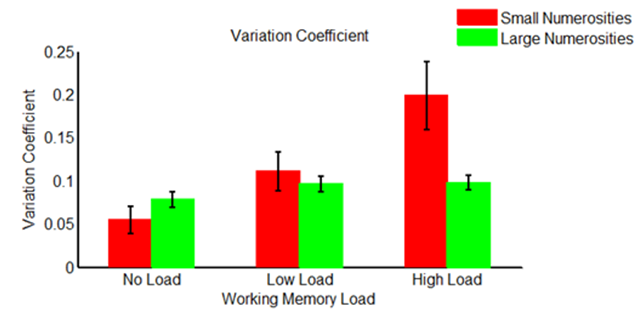 Small Numerosities
Large Numerosities
Variation Coefficient
Variation Coefficient
0.25
0.2
0.15
0.1
0.05
0
No Load
Low Load
High Load
Working Memory Load